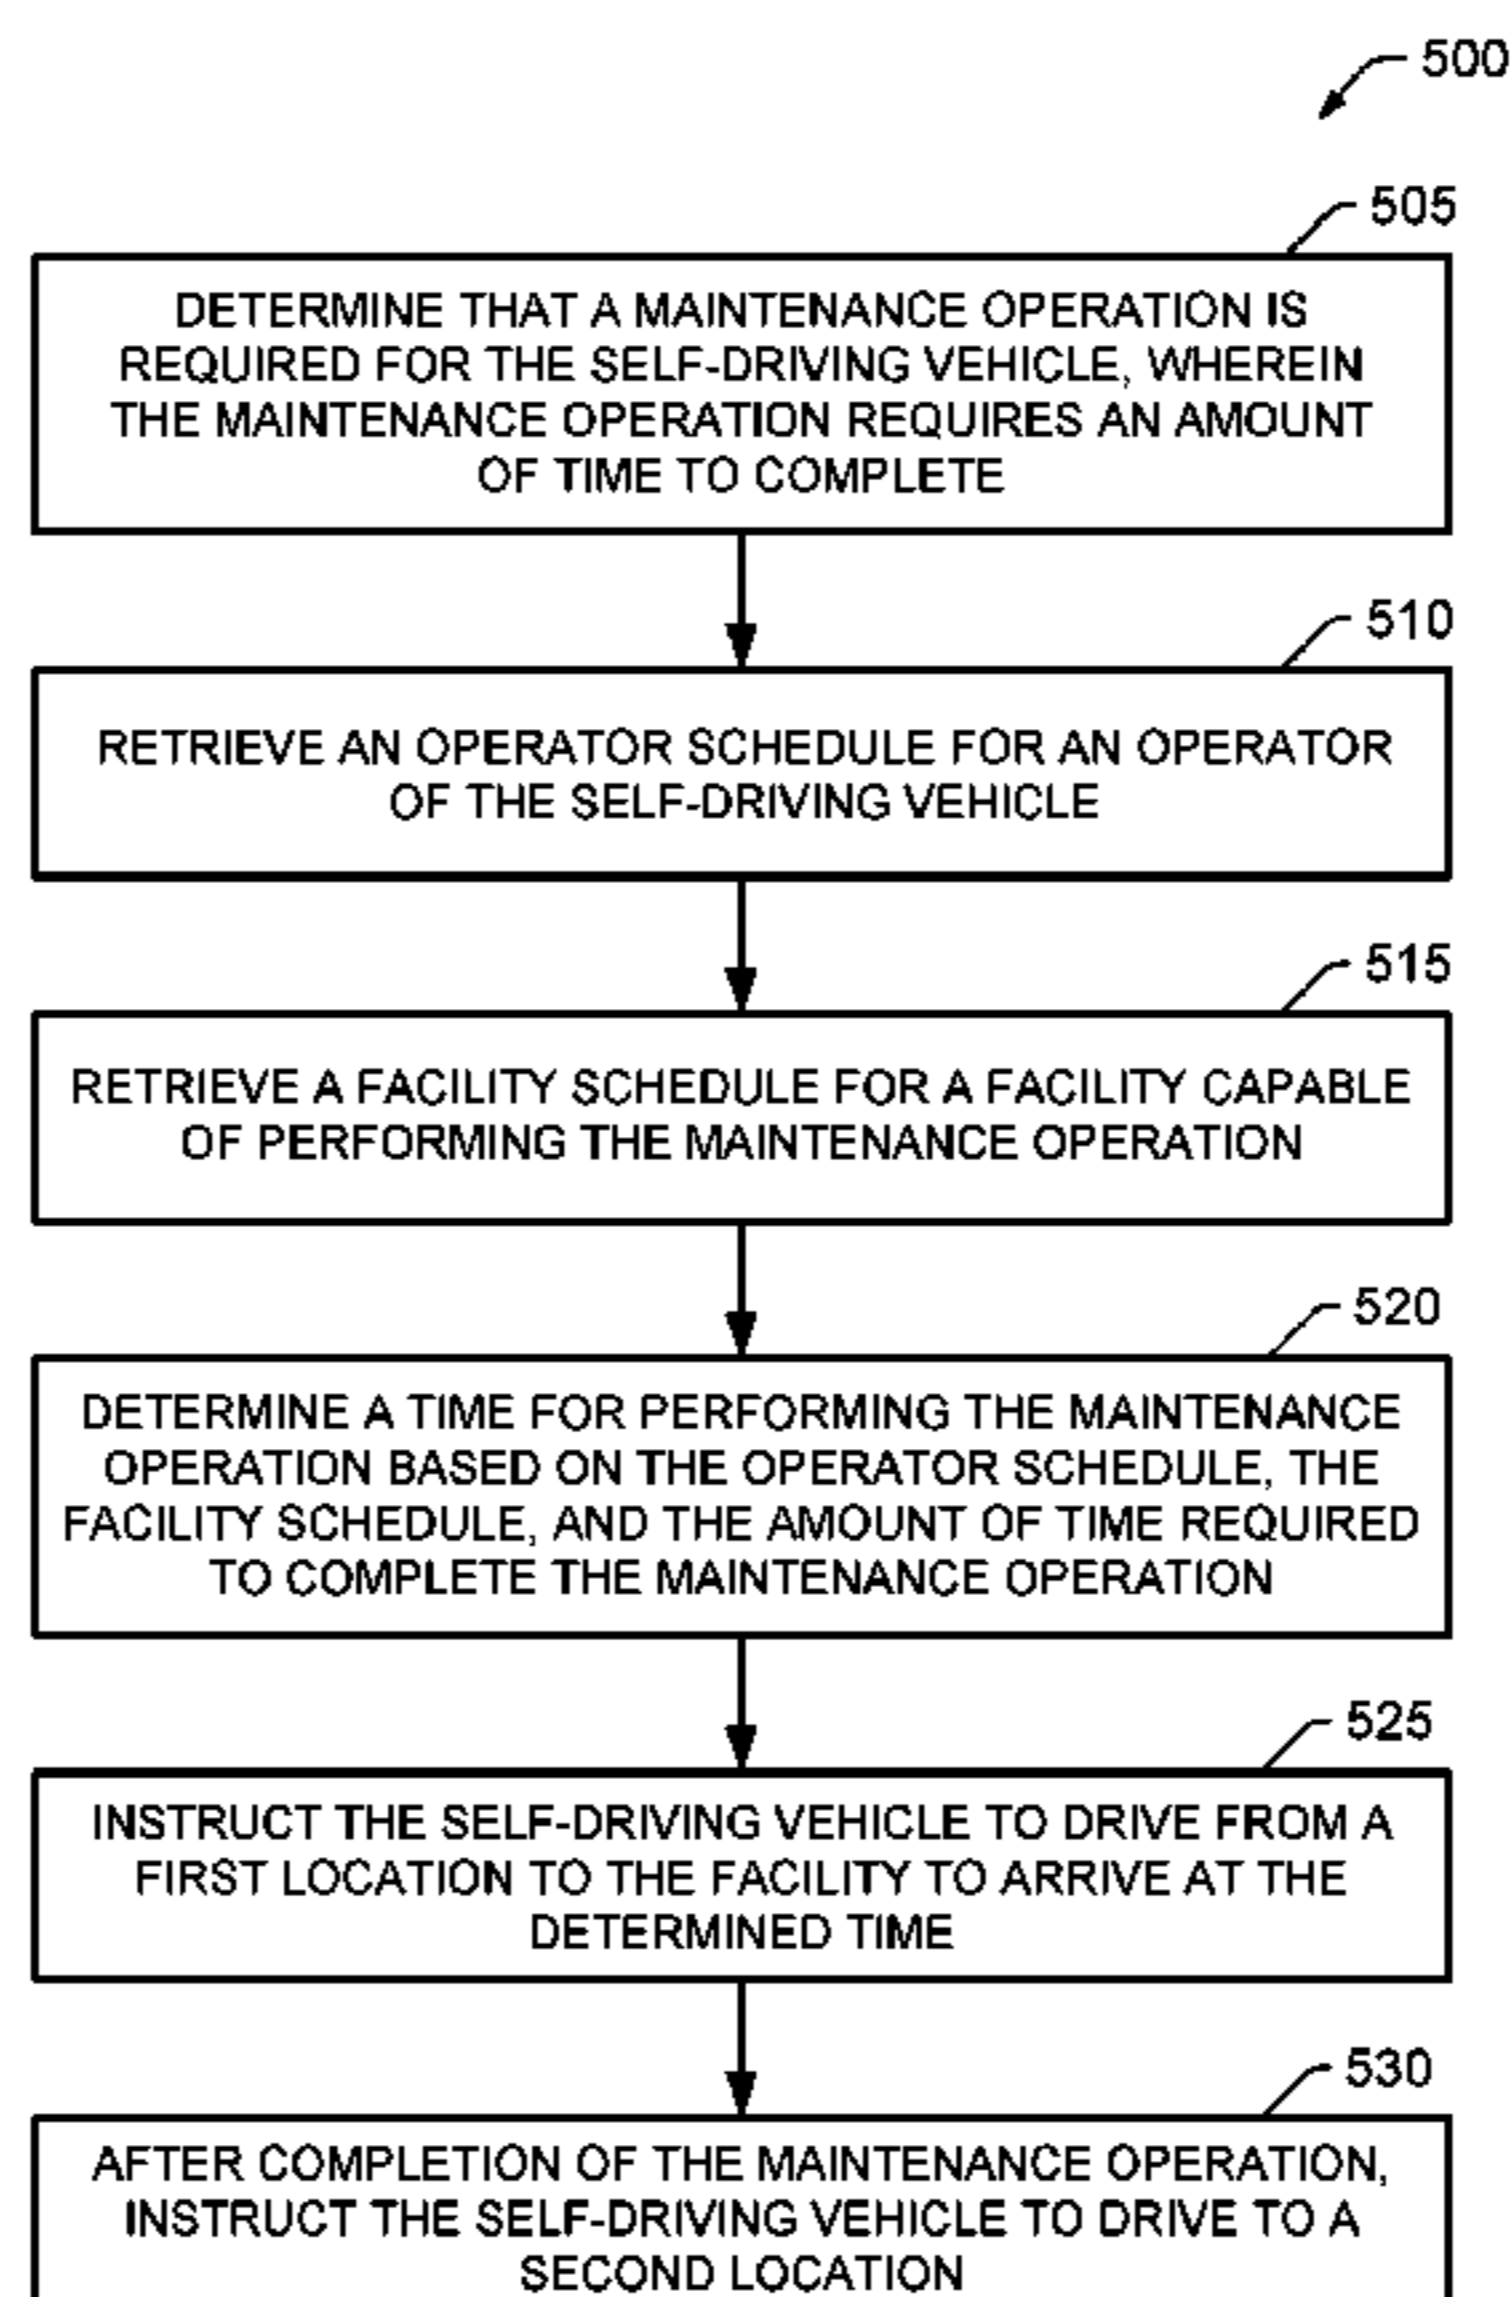 500
505
DETERMINE THAT A MAINTENANCE OPERATION IS
REQUIRED FOR THE SELF-DRIVING VEHICLE, WHEREIN
THE MAINTENANCE OPERATION REQUIRES AN AMOUNT
OF TIME TO COMPLETE
510
RETRIEVE AN OPERATOR SCHEDULE FOR AN OPERATOR
OF THE SELF-DRIVING VEHICLE
515
RETRIEVE A FACILITY SCHEDULE FOR A FACILITY CAPABLE
OF PERFORMING THE MAINTENANCE OPERATION
520
DETERMINE A TIME FOR PERFORMING THE MAINTENANCE
OPERATION BASED ON THE OPERATOR SCHEDULE, THE
FACILITY SCHEDULE, AND THE AMOUNT OF TIME REQUIRED
TO COMPLETE THE MAINTENANCE OPERATION
525
INSTRUCT THE SELF-DRIVING VEHICLE TO DRIVE FROM A
FIRST LOCATION TO THE FACILITY TO ARRIVE AT THE
DETERMINED TIME
530
AFTER COMPLETION OF THE MAINTENANCE OPERATION,
INSTRUCT THE SELF-DRIVING VEHICLE TO DRIVE TO A
SECOND LOCATION